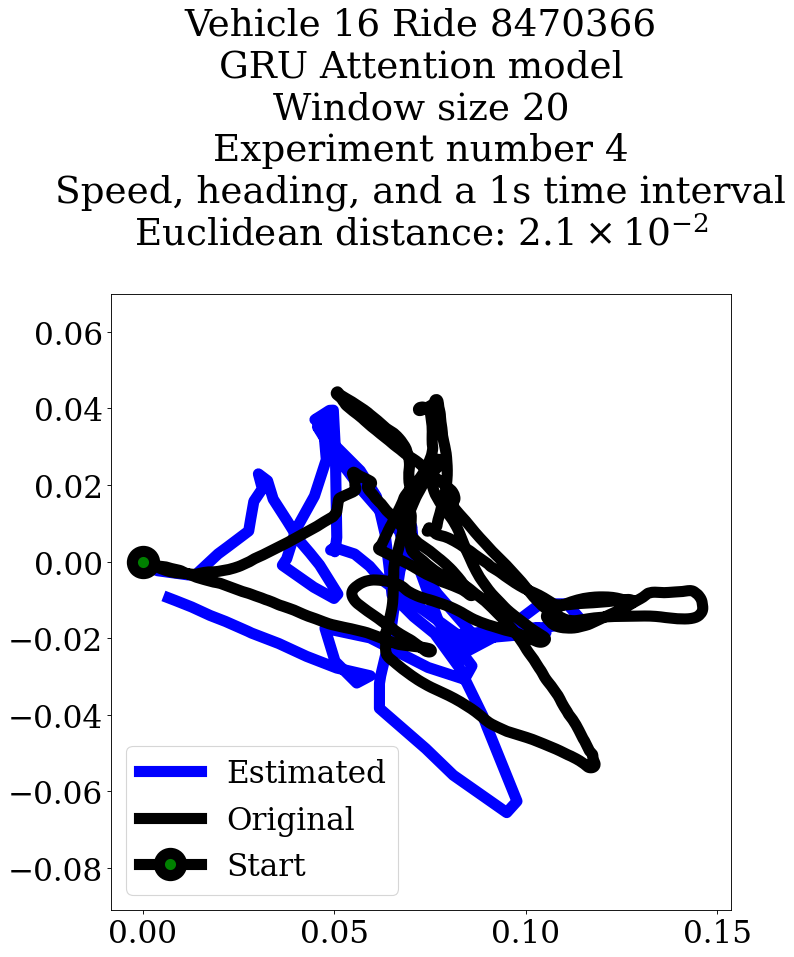 Vehicle 16 Ride 8470366
GRU Attention model
Window size 20
Experiment number 4
Speed, heading, and a 1s time interval
Euclidean distance: 2.1 × 10⁻²
0.06
0.04
0.02
0.00
−0.02
−0.04
−0.06
−0.08
Estimated
Original
Start
0.00 0.05 0.10 0.15